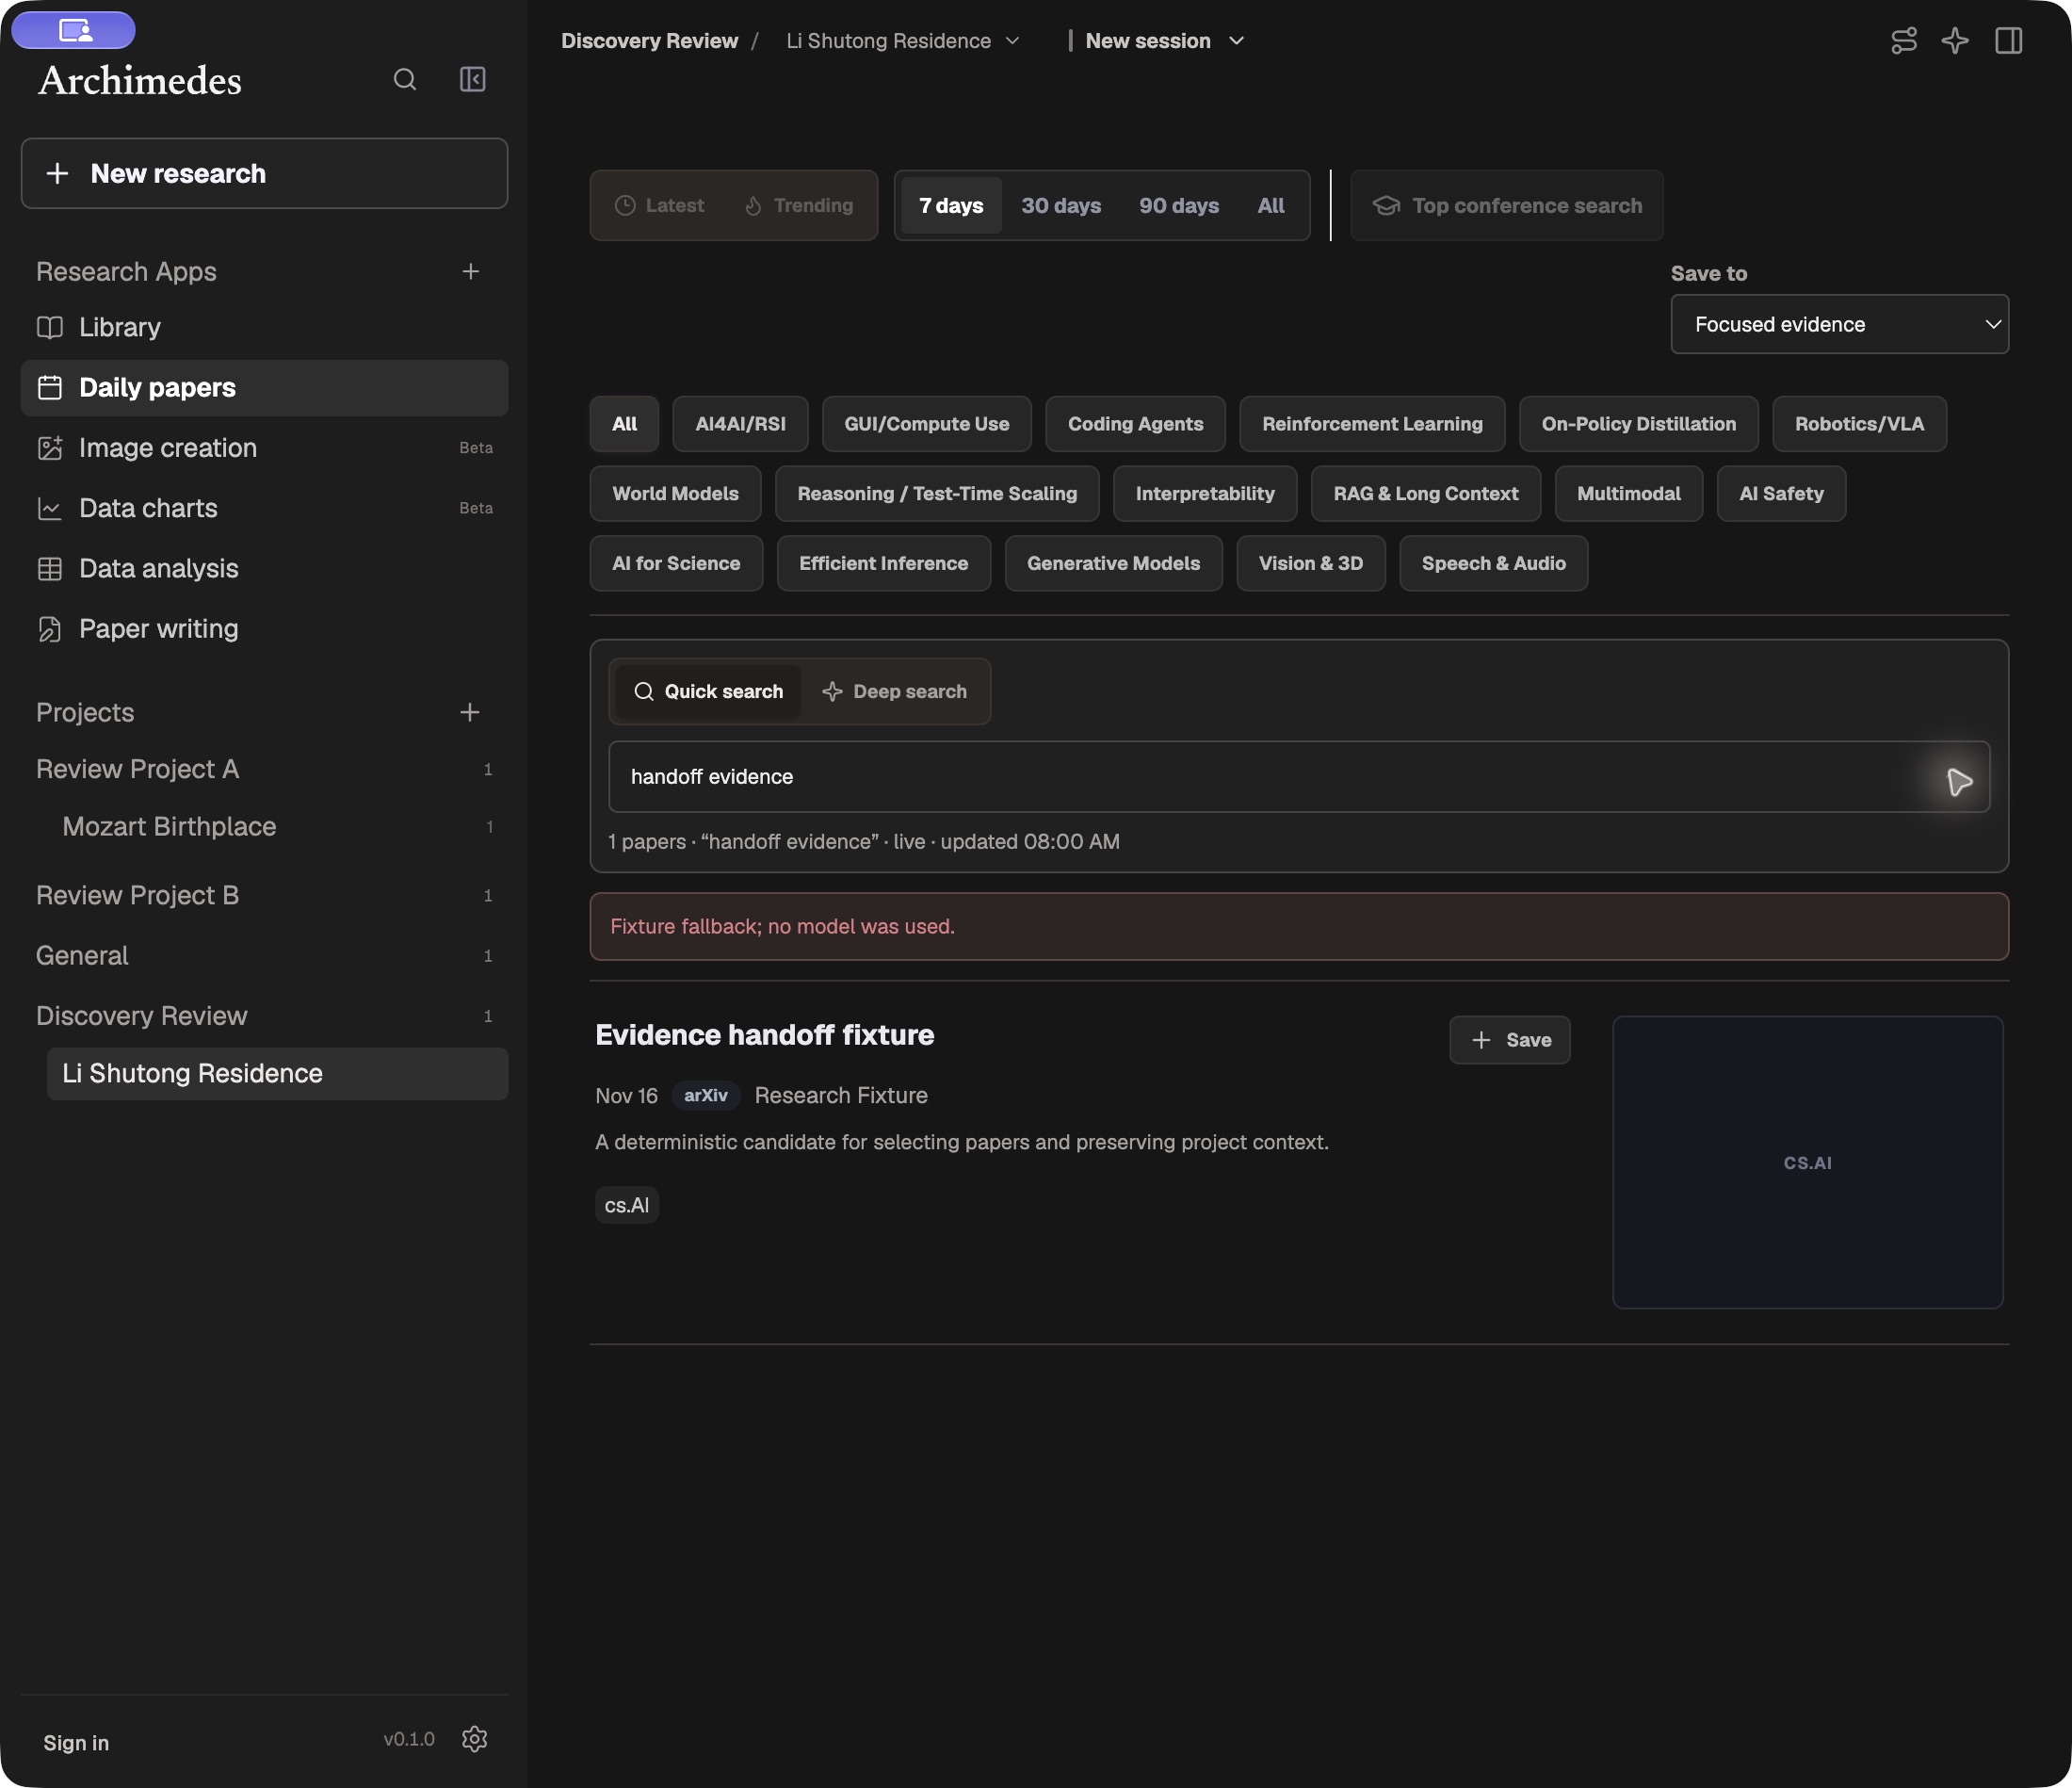 Archimedes
New research
Research Apps
Library
Daily papers
Image creation Beta
Data charts Beta
Data analysis
Paper writing
Projects
Review Project A 1
Mozart Birthplace 1
Review Project B 1
General 1
Discovery Review 1
Li Shutong Residence
Sign in v0.1.0
Discovery Review / Li Shutong Residence New session
Latest Trending 7 days 30 days 90 days All Top conference search
Save to
Focused evidence
All AI4AI/RSI GUI/Compute Use Coding Agents Reinforcement Learning On-Policy Distillation Robotics/VLA
World Models Reasoning / Test-Time Scaling Interpretability RAG & Long Context Multimodal AI Safety
AI for Science Efficient Inference Generative Models Vision & 3D Speech & Audio
Quick search Deep search
handoff evidence
1 papers · “handoff evidence” · live · updated 08:00 AM
Fixture fallback; no model was used.
Evidence handoff fixture Save
Nov 16 arXiv Research Fixture
A deterministic candidate for selecting papers and preserving project context.
CS.AI
cs.AI